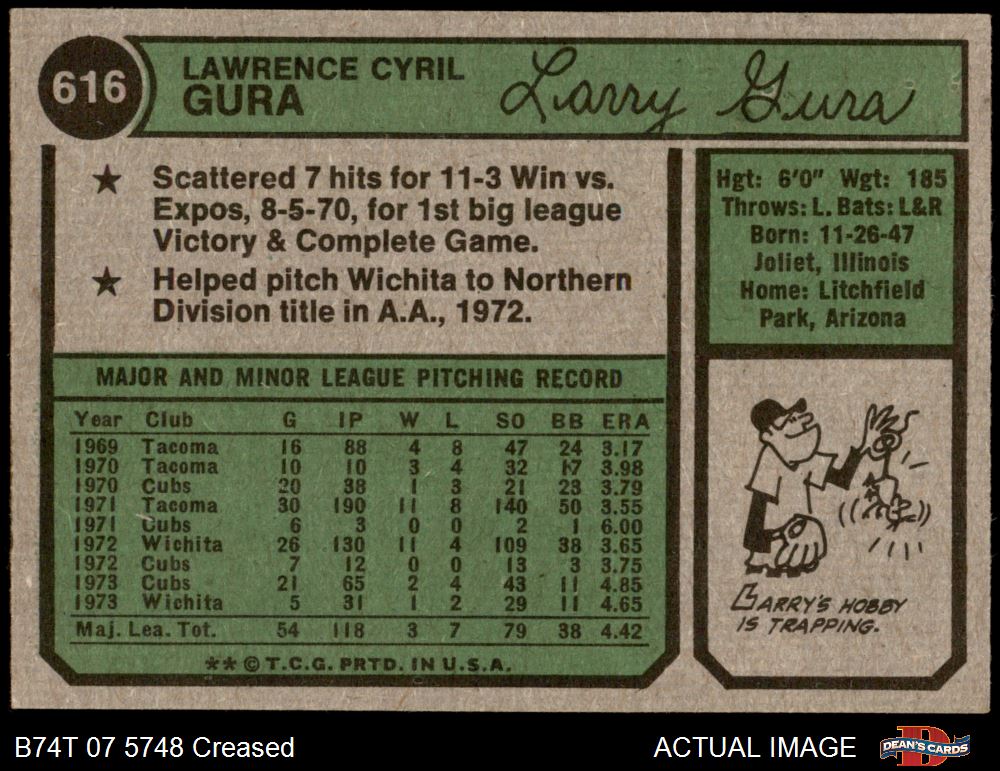 616
LAWRENCE CYRIL
GURA
Larry Gura
★ Scattered 7 hits for 11-3 Win vs.
Expos, 8-5-70, for 1st big league
Victory & Complete Game.
★ Helped pitch Wichita to Northern
Division title in A.A., 1972.
Hgt: 6'0" Wgt: 185
Throws: L. Bats: L&R
Born: 11-26-47
Joliet, Illinois
Home: Litchfield
Park, Arizona
MAJOR AND MINOR LEAGUE PITCHING RECORD
Year Club G IP W L SO BB ERA
1969 Tacoma 16 88 4 8 47 24 3.17
1970 Tacoma 10 10 3 4 32 17 3.98
1970 Cubs 20 38 1 3 21 23 3.79
1971 Tacoma 30 190 11 8 140 50 3.55
1971 Cubs 6 3 0 0 2 1 6.00
1972 Wichita 26 130 11 4 109 38 3.65
1972 Cubs 7 12 0 0 13 3 3.75
1973 Cubs 21 65 2 4 43 11 4.85
1973 Wichita 5 31 1 2 29 11 4.65
Maj. Lea. Tot. 54 118 3 7 79 38 4.42
** © T.C.G. PRTD. IN U.S.A.
LARRY'S HOBBY
IS TRAPPING.
B74T 07 5748 Creased
ACTUAL IMAGE
D
DEAN'S CARDS